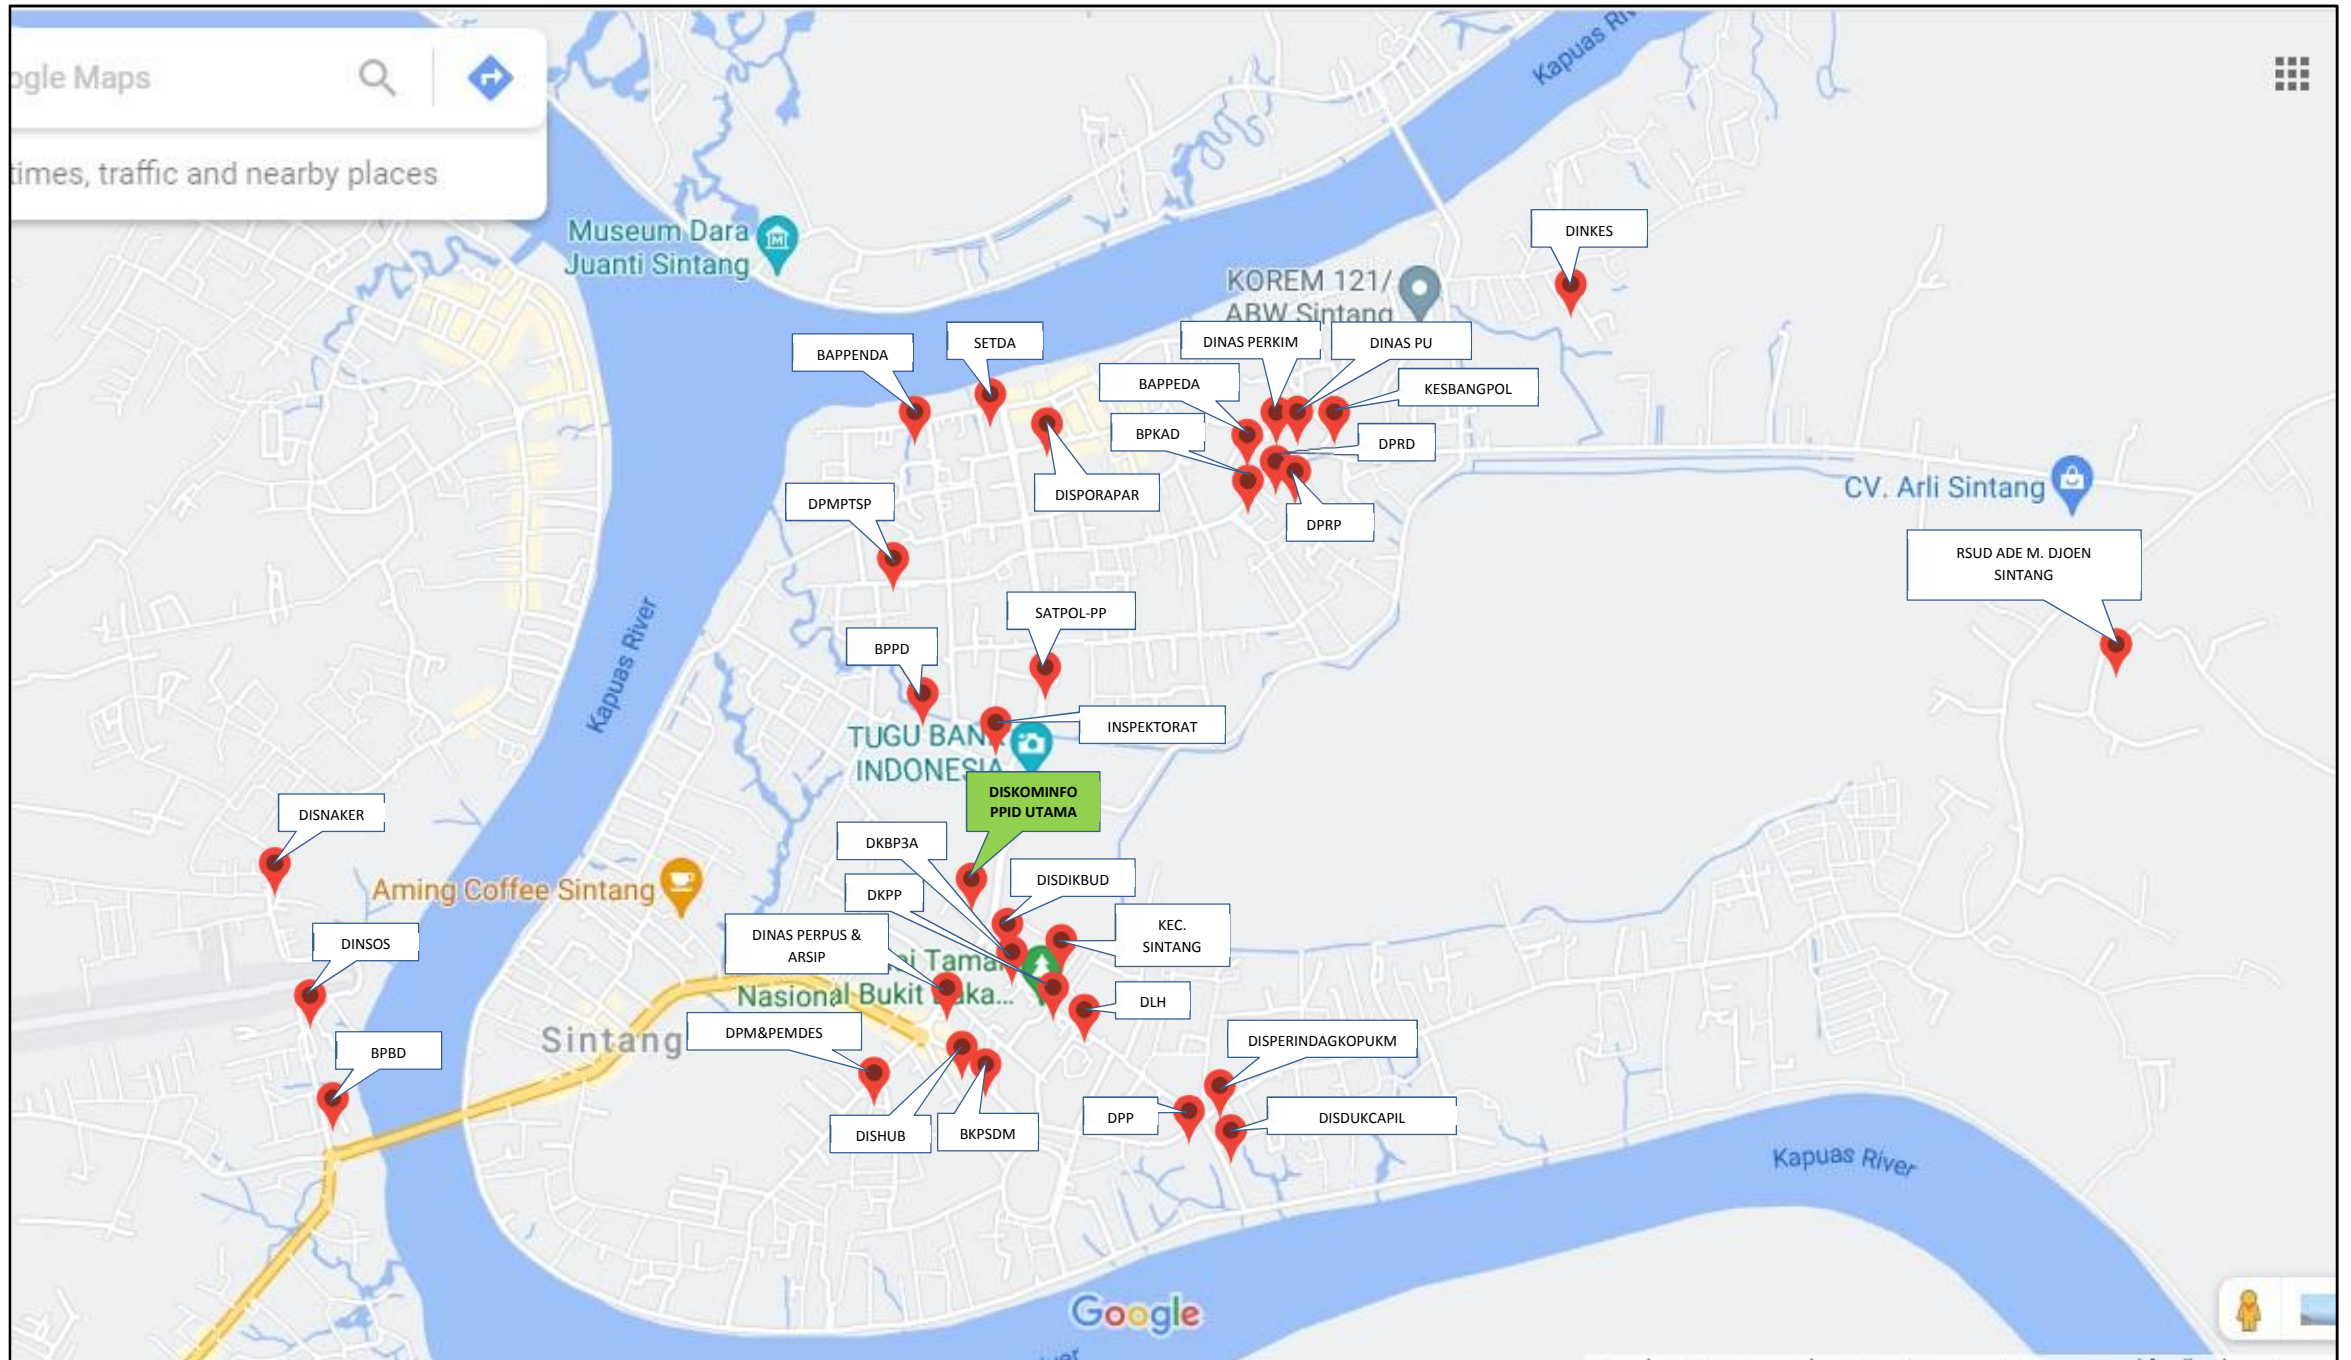 Kapuas
ogle Maps
times, traffic and nearby places
Museum Dara
Juanti Sintang
DINKES
KOREM 121/
ABW Sintang
SETDA
DINAS PERKIM
DINAS PU
BAPPENDA
BAPPEDA
KESBANGPOL
BPKAD
DPRD
DISPORAPAR
CV. Arli Sintang
DPMPTSP
DPRP
RSUD ADE M. DJOEN
SINTANG
SATPOL-PP
Kapuas River
BPPD
INSPEKTORAT
TUGU BAN
INDONESIA
DISKOMINFO
PPID UTAMA
DISNAKER
DKBP3A
Aming Coffee Sintang
DISDIKBUD
DKPP
KEC.
SINTANG
DINAS PERPUS &
ARSIP
DINSOS
ai Tama
Nasional Bukit aka...
DLH
Sintang
DPM&PEMDES
DISPERINDAGKOPUKM
BPBD
DPP
DISDUKCAPIL
DISHUB
BKPSDM
Kapuas River
Google